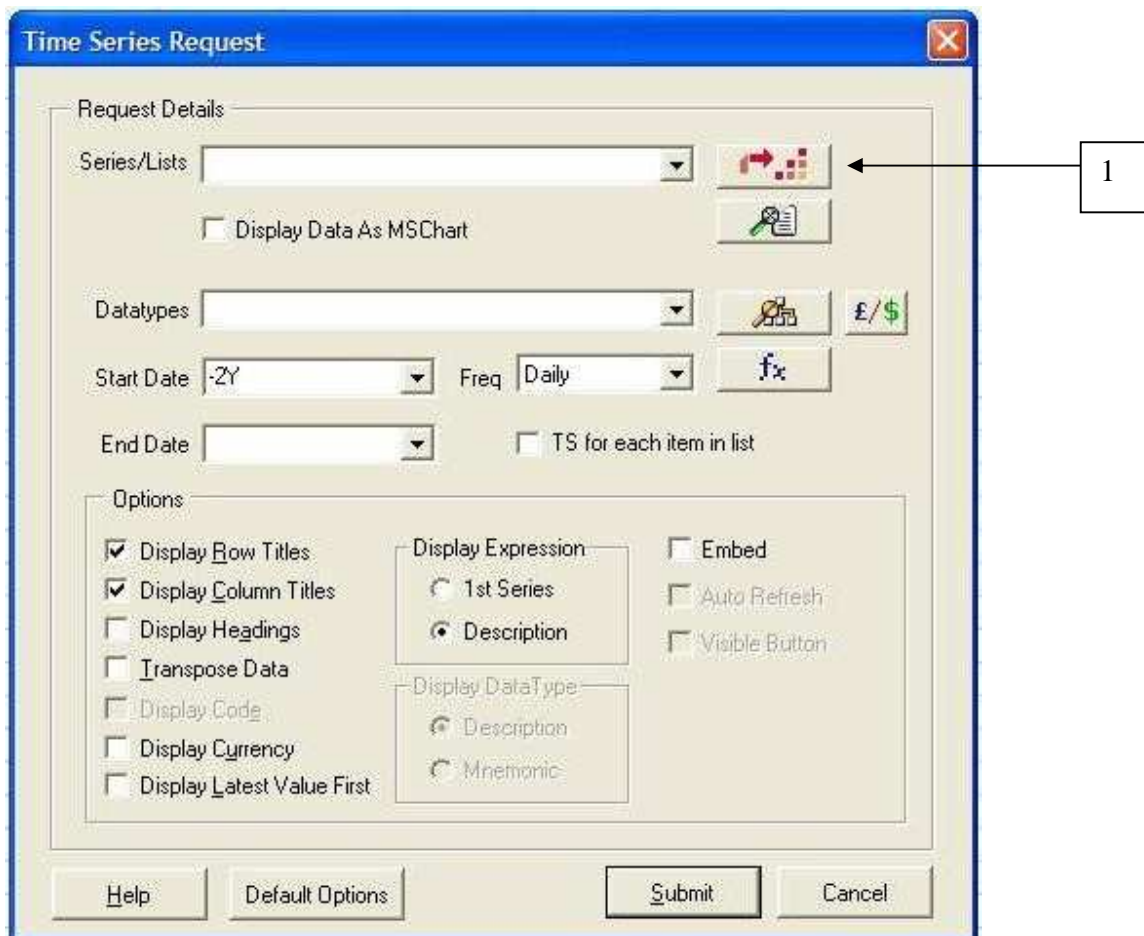 Time Series Request
Request Details
Series/Lists
1
Display Data As MSChart
Datatypes
£/$
Start Date -2Y Freq Daily fx
End Date TS for each item in list
Options
Display Row Titles Display Expression Embed
Display Column Titles 1st Series Auto Refresh
Display Headings Description Visible Button
Transpose Data Display DataType
Display Code Description
Display Currency Mnemonic
Display Latest Value First
Help Default Options Submit Cancel